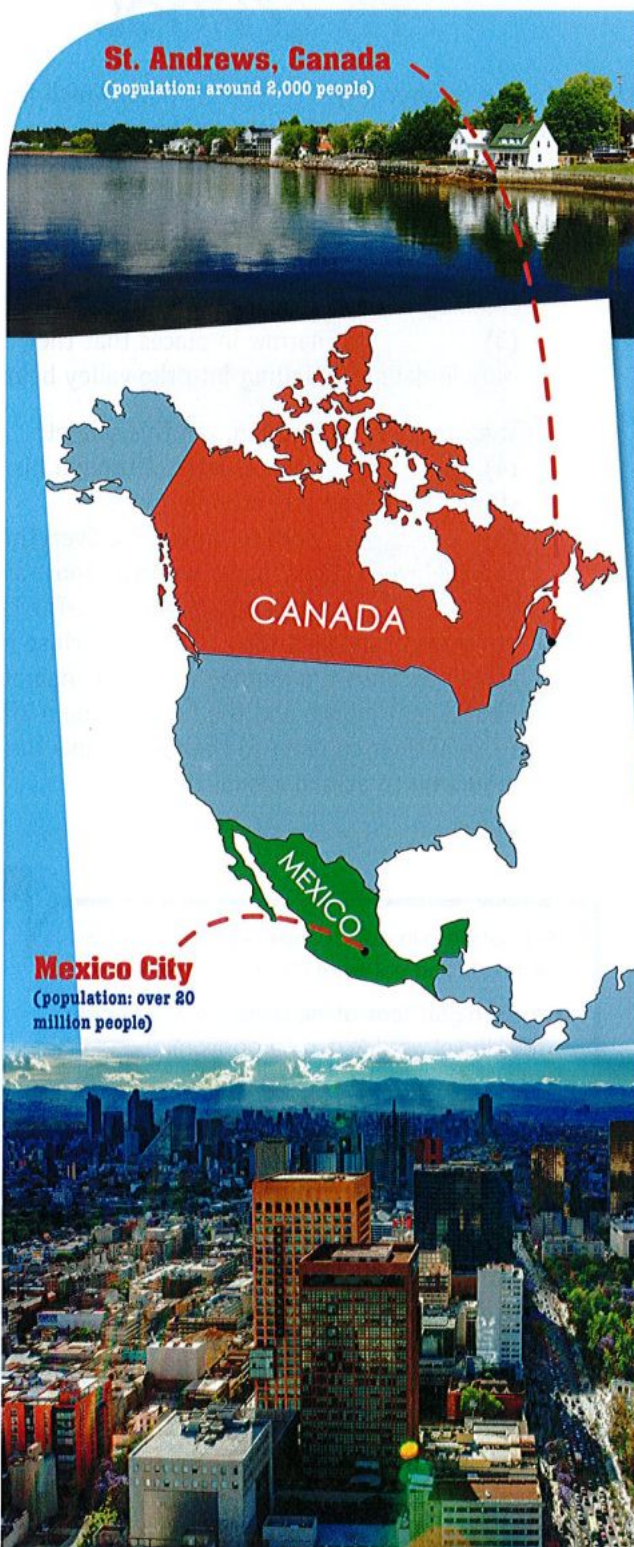 St. Andrews, Canada
(population: around 2,000 people)
CANADA
MEXICO
Mexico City
(population: over 20
million people)